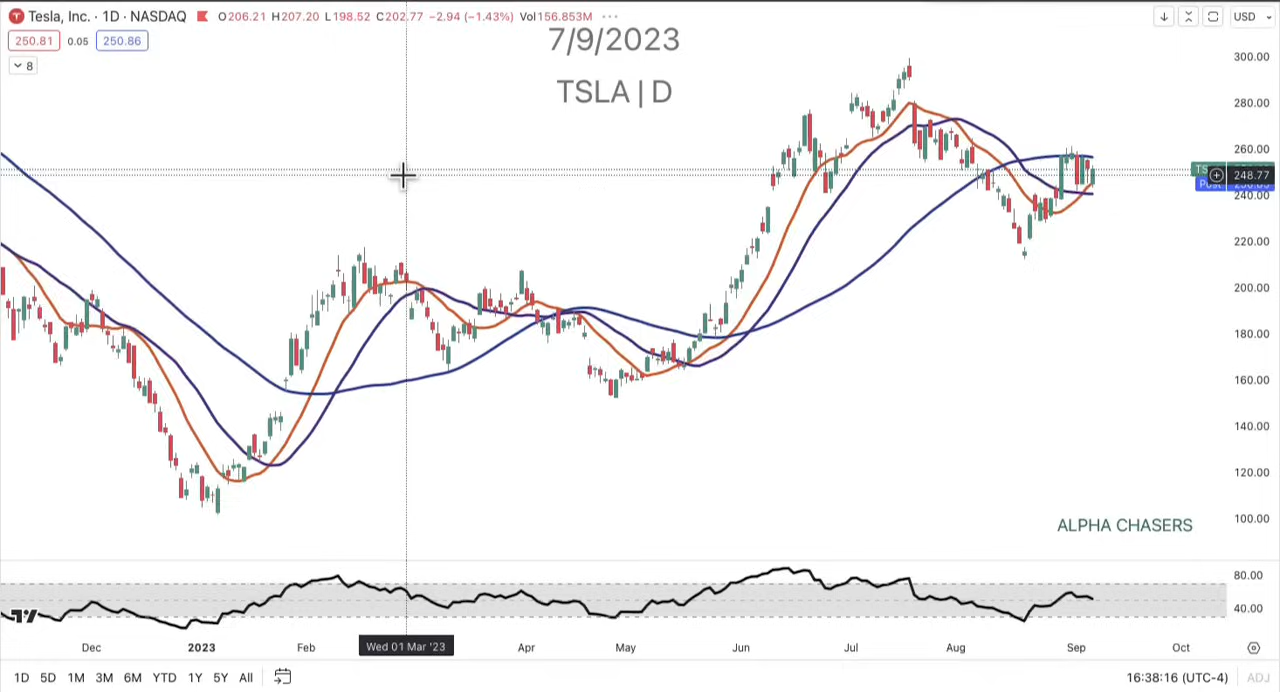 Tesla, Inc. · 1D · NASDAQ O206.21 H207.20 L198.52 C202.77 −2.94 (−1.43%) Vol156.853M ··· USD
250.81 0.05 250.86
8
7/9/2023
TSLA | D
300.00
280.00
260.00
248.77
240.00
220.00
200.00
180.00
160.00
140.00
120.00
100.00
ALPHA CHASERS
80.00
40.00
Dec 2023 Feb Wed 01 Mar '23 Apr May Jun Jul Aug Sep Oct
1D 5D 1M 3M 6M YTD 1Y 5Y All 16:38:16 (UTC-4) ADJ